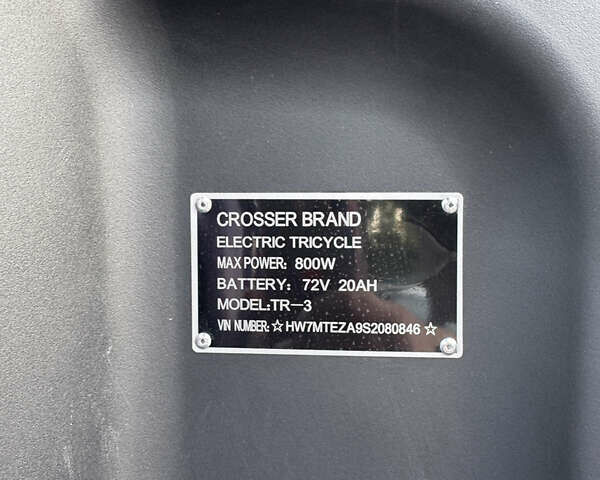 CROSSER BRAND
ELECTRIC TRICYCLE
MAX POWER: 800W
BATTERY: 72V 20AH
MODEL:TR-3
VIN NUMBER: ☆HW7MTEZA9S2080846☆